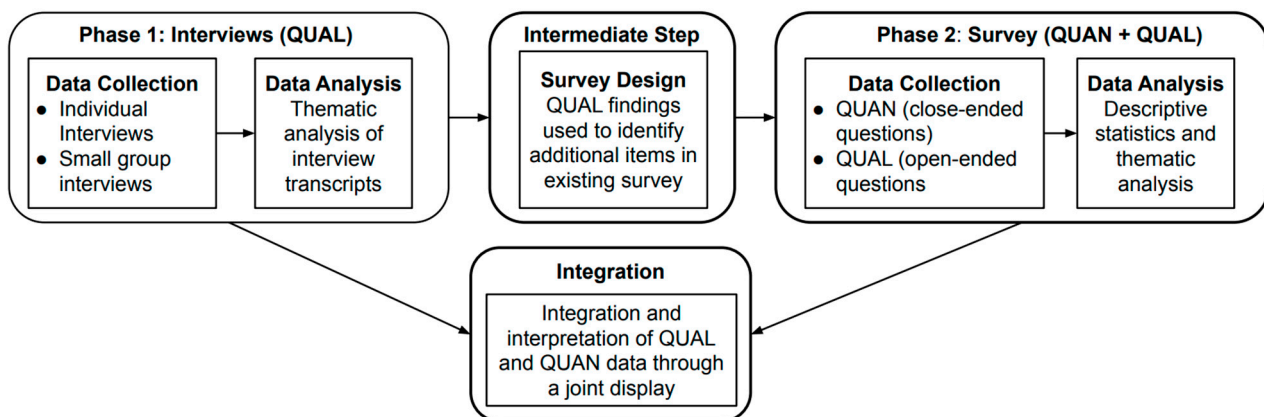 Phase 1: Interviews (QUAL)
Data Collection
● Individual
Interviews
● Small group
interviews
Data Analysis
Thematic
analysis of
interview
transcripts
Intermediate Step
Survey Design
QUAL findings
used to identify
additional items in
existing survey
Phase 2: Survey (QUAN + QUAL)
Data Collection
● QUAN (close-ended
questions)
● QUAL (open-ended
questions
Data Analysis
Descriptive
statistics and
thematic
analysis
Integration
Integration and
interpretation of QUAL
and QUAN data through
a joint display